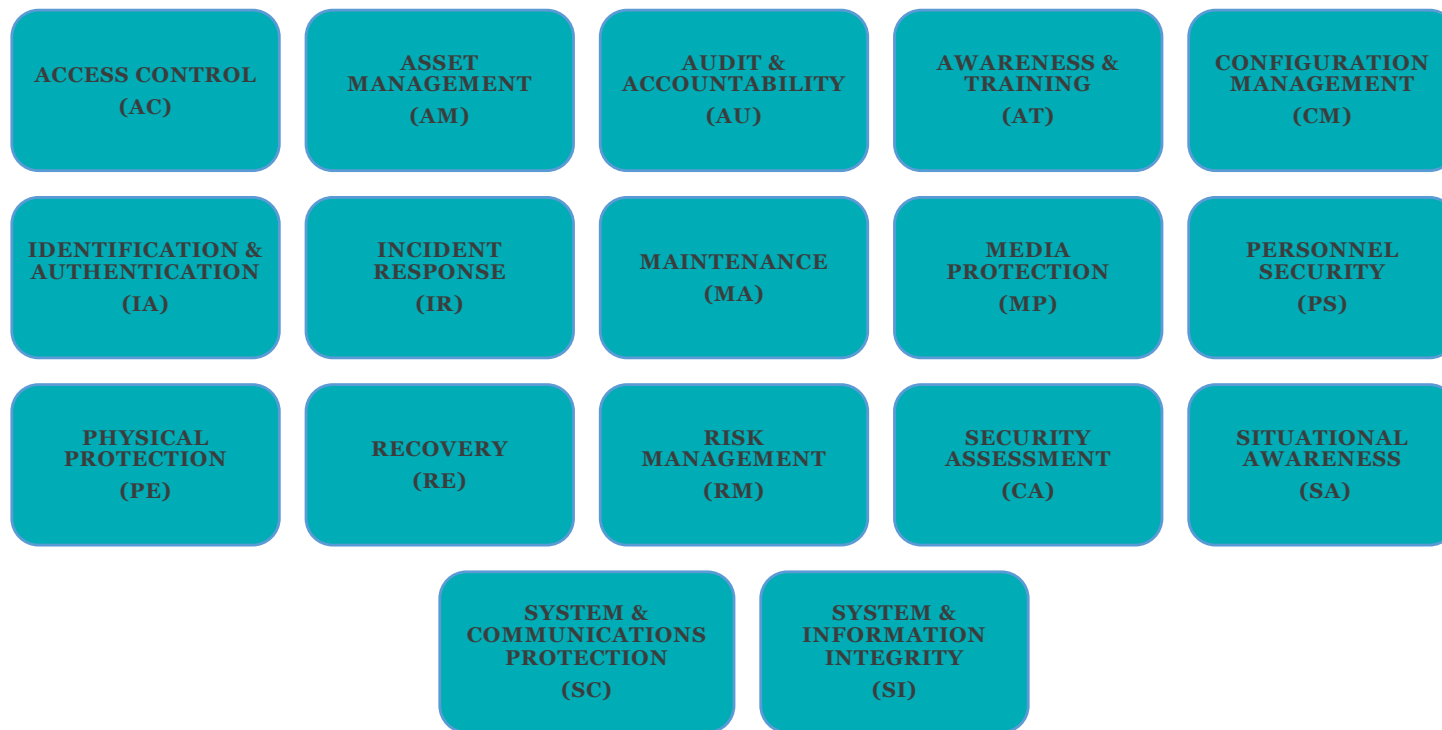 ACCESS CONTROL
(AC)
ASSET
MANAGEMENT
(AM)
AUDIT &
ACCOUNTABILITY
(AU)
AWARENESS &
TRAINING
(AT)
CONFIGURATION
MANAGEMENT
(CM)
IDENTIFICATION &
AUTHENTICATION
(IA)
INCIDENT
RESPONSE
(IR)
MAINTENANCE
(MA)
MEDIA
PROTECTION
(MP)
PERSONNEL
SECURITY
(PS)
PHYSICAL
PROTECTION
(PE)
RECOVERY
(RE)
RISK
MANAGEMENT
(RM)
SECURITY
ASSESSMENT
(CA)
SITUATIONAL
AWARENESS
(SA)
SYSTEM &
COMMUNICATIONS
PROTECTION
(SC)
SYSTEM &
INFORMATION
INTEGRITY
(SI)